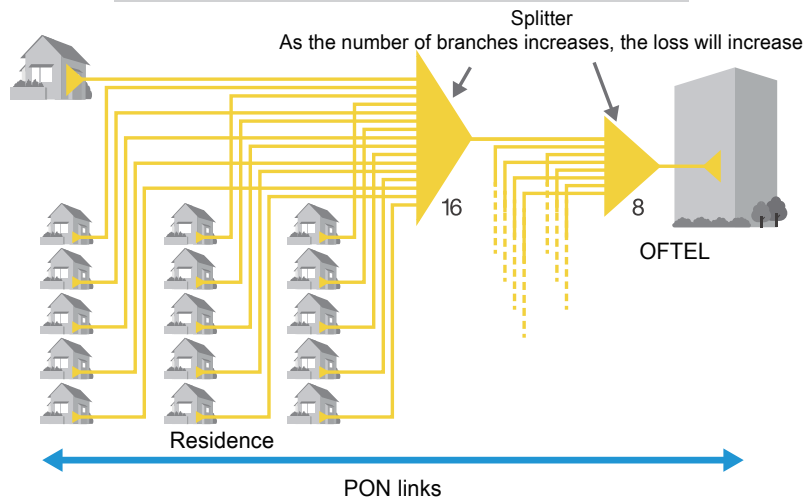 Splitter
As the number of branches increases, the loss will increase
16
8
OFTEL
Residence
PON links